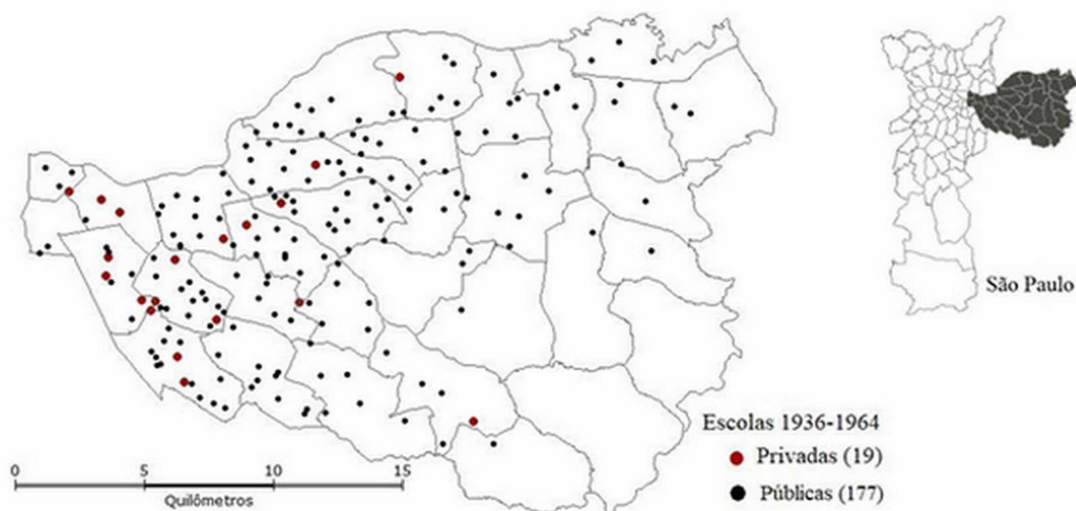 São Paulo
Escolas 1936-1964
Privadas (19)
Públicas (177)
0 5 10 15
Quilômetros